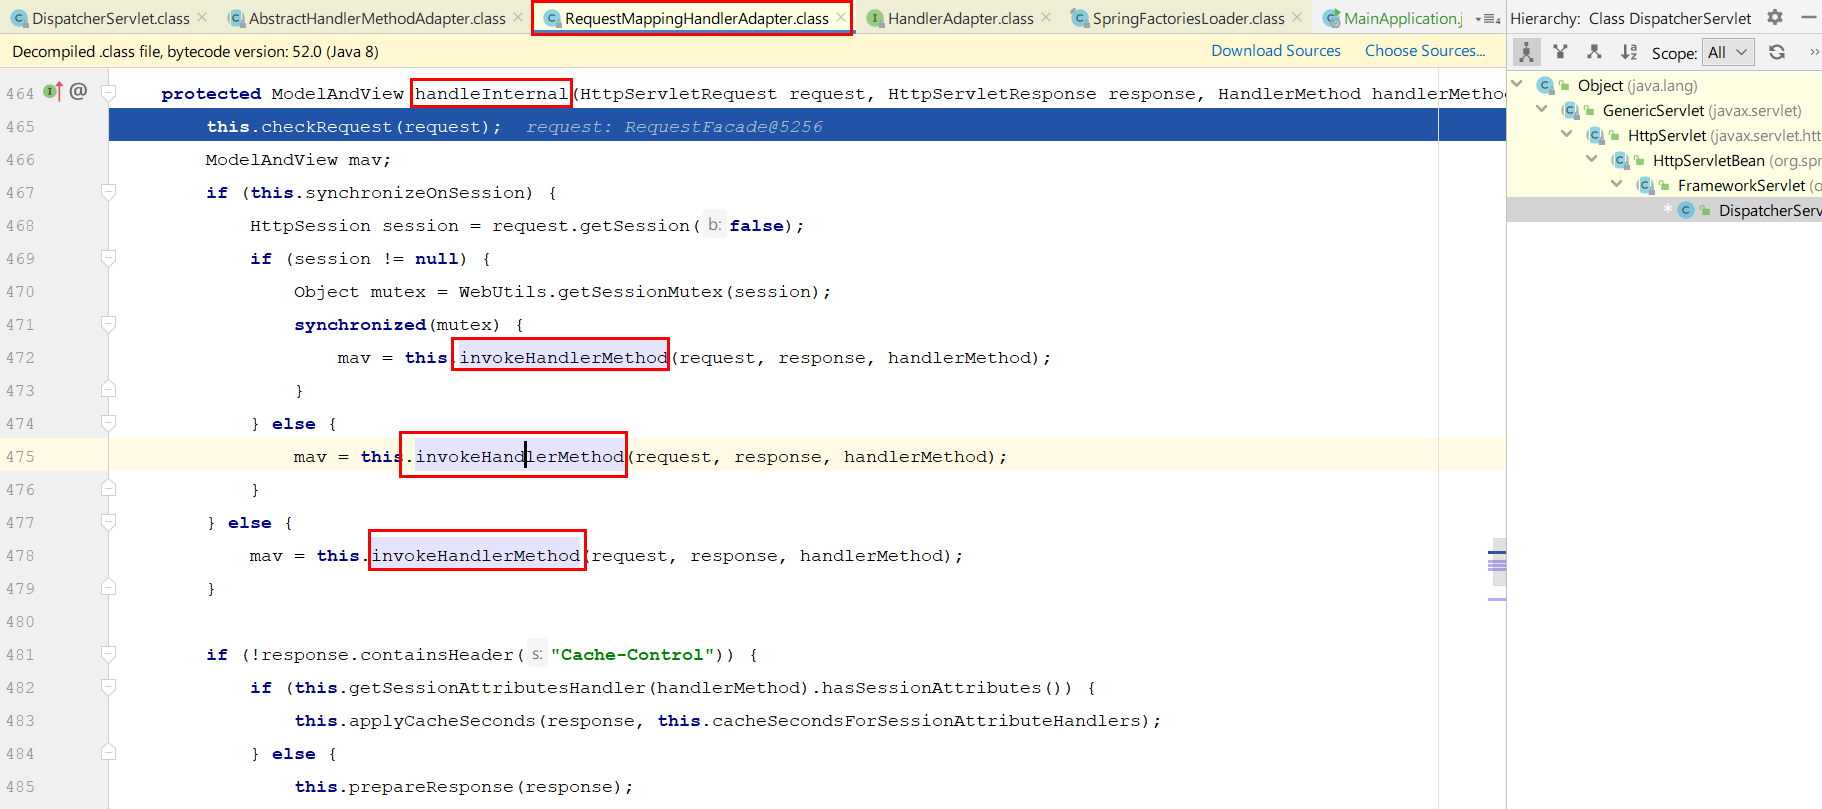 DispatcherServlet.class
AbstractHandlerMethodAdapter.class
RequestMappingHandlerAdapter.class
HandlerAdapter.class
SpringFactoriesLoader.class
MainApplication.j
4
Hierarchy: Class DispatcherServlet
Decompiled .class file, bytecode version: 52.0 (Java 8)
Download Sources
Choose Sources...
Scope: All
464 protected ModelAndView handleInternal(HttpServletRequest request, HttpServletResponse response, HandlerMethod handlerMethod
465 this.checkRequest(request); request: RequestFacade@5256
466 ModelAndView mav;
467 if (this.synchronizeOnSession) {
468 HttpSession session = request.getSession( b: false);
469 if (session != null) {
470 Object mutex = WebUtils.getSessionMutex(session);
471 synchronized(mutex) {
472 mav = this.invokeHandlerMethod(request, response, handlerMethod);
473 }
474 } else {
475 mav = this.invokeHandlerMethod(request, response, handlerMethod);
476 }
477 } else {
478 mav = this.invokeHandlerMethod(request, response, handlerMethod);
479 }
480
481 if (!response.containsHeader( s: "Cache-Control")) {
482 if (this.getSessionAttributesHandler(handlerMethod).hasSessionAttributes()) {
483 this.applyCacheSeconds(response, this.cacheSecondsForSessionAttributeHandlers);
484 } else {
485 this.prepareResponse(response);
Object (java.lang)
GenericServlet (javax.servlet)
HttpServlet (javax.servlet.htt
HttpServletBean (org.spr
FrameworkServlet (o
* DispatcherServ